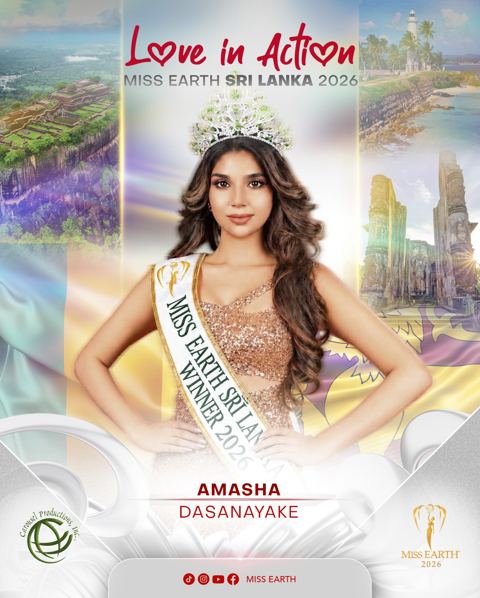 Love in Action
MISS EARTH SRI LANKA 2026
MISS EARTH SRI LAN
WINNER 2026
AMASHA
DASANAYAKE
Carousel Productions, Inc.
MISS EARTH
2026
MISS EARTH